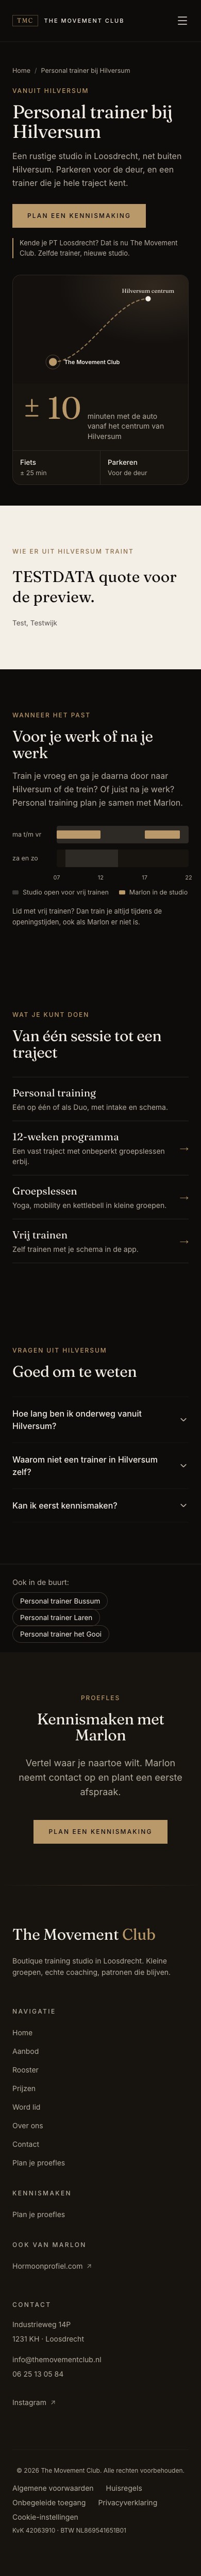 TMC THE MOVEMENT CLUB
Home / Personal trainer bij Hilversum
VANUIT HILVERSUM
Personal trainer bij
Hilversum
Een rustige studio in Loosdrecht, net buiten
Hilversum. Parkeren voor de deur, en een
trainer die je hele traject kent.
PLAN EEN KENNISMAKING
Kende je PT Loosdrecht? Dat is nu The Movement
Club. Zelfde trainer, nieuwe studio.
Hilversum centrum
The Movement Club
± 10 minuten met de auto
vanaf het centrum van
Hilversum
Fiets
± 25 min
Parkeren
Voor de deur
WIE ER UIT HILVERSUM TRAINT
TESTDATA quote voor
de preview.
Test, Testwijk
WANNEER HET PAST
Voor je werk of na je
werk
Train je vroeg en ga je daarna door naar
Hilversum of de trein? Of juist na je werk?
Personal training plan je samen met Marlon.
ma t/m vr
za en zo
07 12 17 22
Studio open voor vrij trainen Marlon in de studio
Lid met vrij trainen? Dan train je altijd tijdens de
openingstijden, ook als Marlon er niet is.
WAT JE KUNT DOEN
Van één sessie tot een
traject
Personal training
Eén op één of als Duo, met intake en schema.
12-weken programma
Een vast traject met onbeperkt groepslessen
erbij.
→
Groepslessen
Yoga, mobility en kettlebell in kleine groepen.
→
Vrij trainen
Zelf trainen met je schema in de app.
→
VRAGEN UIT HILVERSUM
Goed om te weten
Hoe lang ben ik onderweg vanuit
Hilversum?
Waarom niet een trainer in Hilversum
zelf?
Kan ik eerst kennismaken?
Ook in de buurt:
Personal trainer Bussum
Personal trainer Laren
Personal trainer het Gooi
PROEFLES
Kennismaken met
Marlon
Vertel waar je naartoe wilt. Marlon
neemt contact op en plant een eerste
afspraak.
PLAN EEN KENNISMAKING
The Movement Club
Boutique training studio in Loosdrecht. Kleine
groepen, echte coaching, patronen die blijven.
NAVIGATIE
Home
Aanbod
Rooster
Prijzen
Word lid
Over ons
Contact
Plan je proefles
KENNISMAKEN
Plan je proefles
OOK VAN MARLON
Hormoonprofiel.com ↗
CONTACT
Industrieweg 14P
1231 KH · Loosdrecht
info@themovementclub.nl
06 25 13 05 84
Instagram ↗
© 2026 The Movement Club. Alle rechten voorbehouden.
Algemene voorwaarden Huisregels
Onbegeleide toegang Privacyverklaring
Cookie-instellingen
KvK 42063910 · BTW NL869541651B01